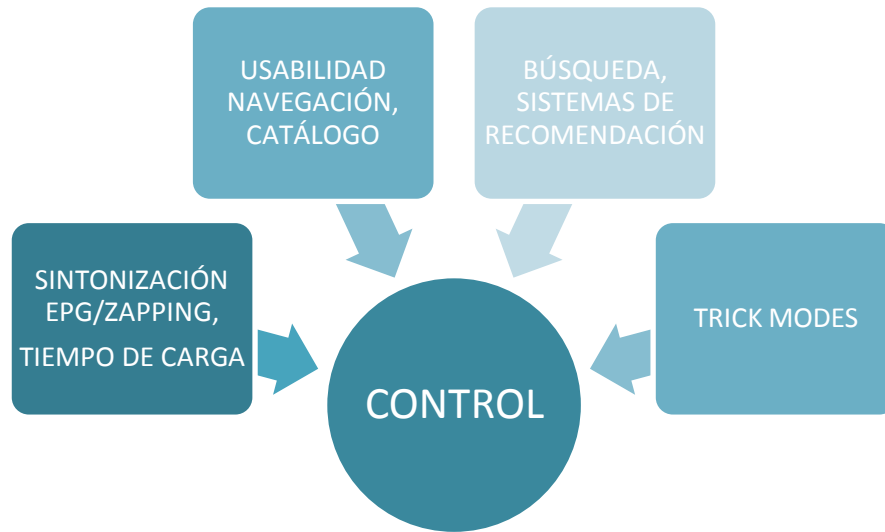 USABILIDAD
NAVEGACIÓN,
CATÁLOGO
BÚSQUEDA,
SISTEMAS DE
RECOMENDACIÓN
SINTONIZACIÓN
EPG/ZAPPING,
TIEMPO DE CARGA
TRICK MODES
CONTROL